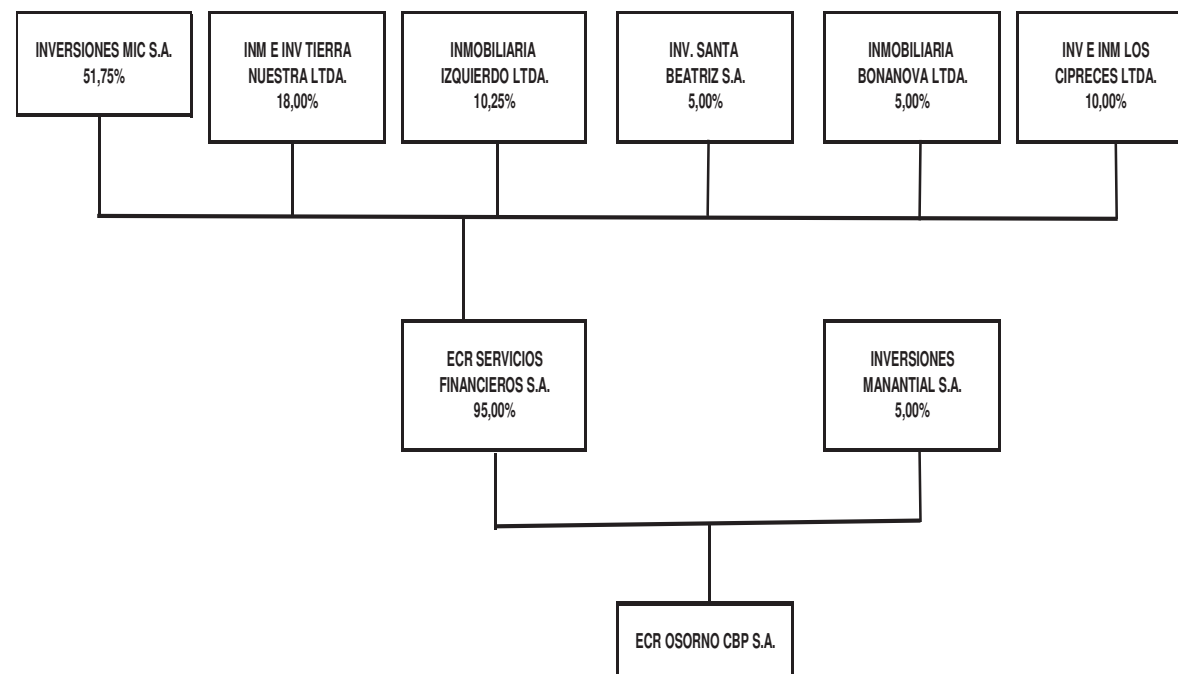 INVERSIONES MIC S.A.
51,75%
INM E INV TIERRA
NUESTRA LTDA.
18,00%
INMOBILIARIA
IZQUIERDO LTDA.
10,25%
INV. SANTA
BEATRIZ S.A.
5,00%
INMOBILIARIA
BONANOVA LTDA.
5,00%
INV E INM LOS
CIPRECES LTDA.
10,00%
ECR SERVICIOS
FINANCIEROS S.A.
95,00%
INVERSIONES
MANANTIAL S.A.
5,00%
ECR OSORNO CBP S.A.